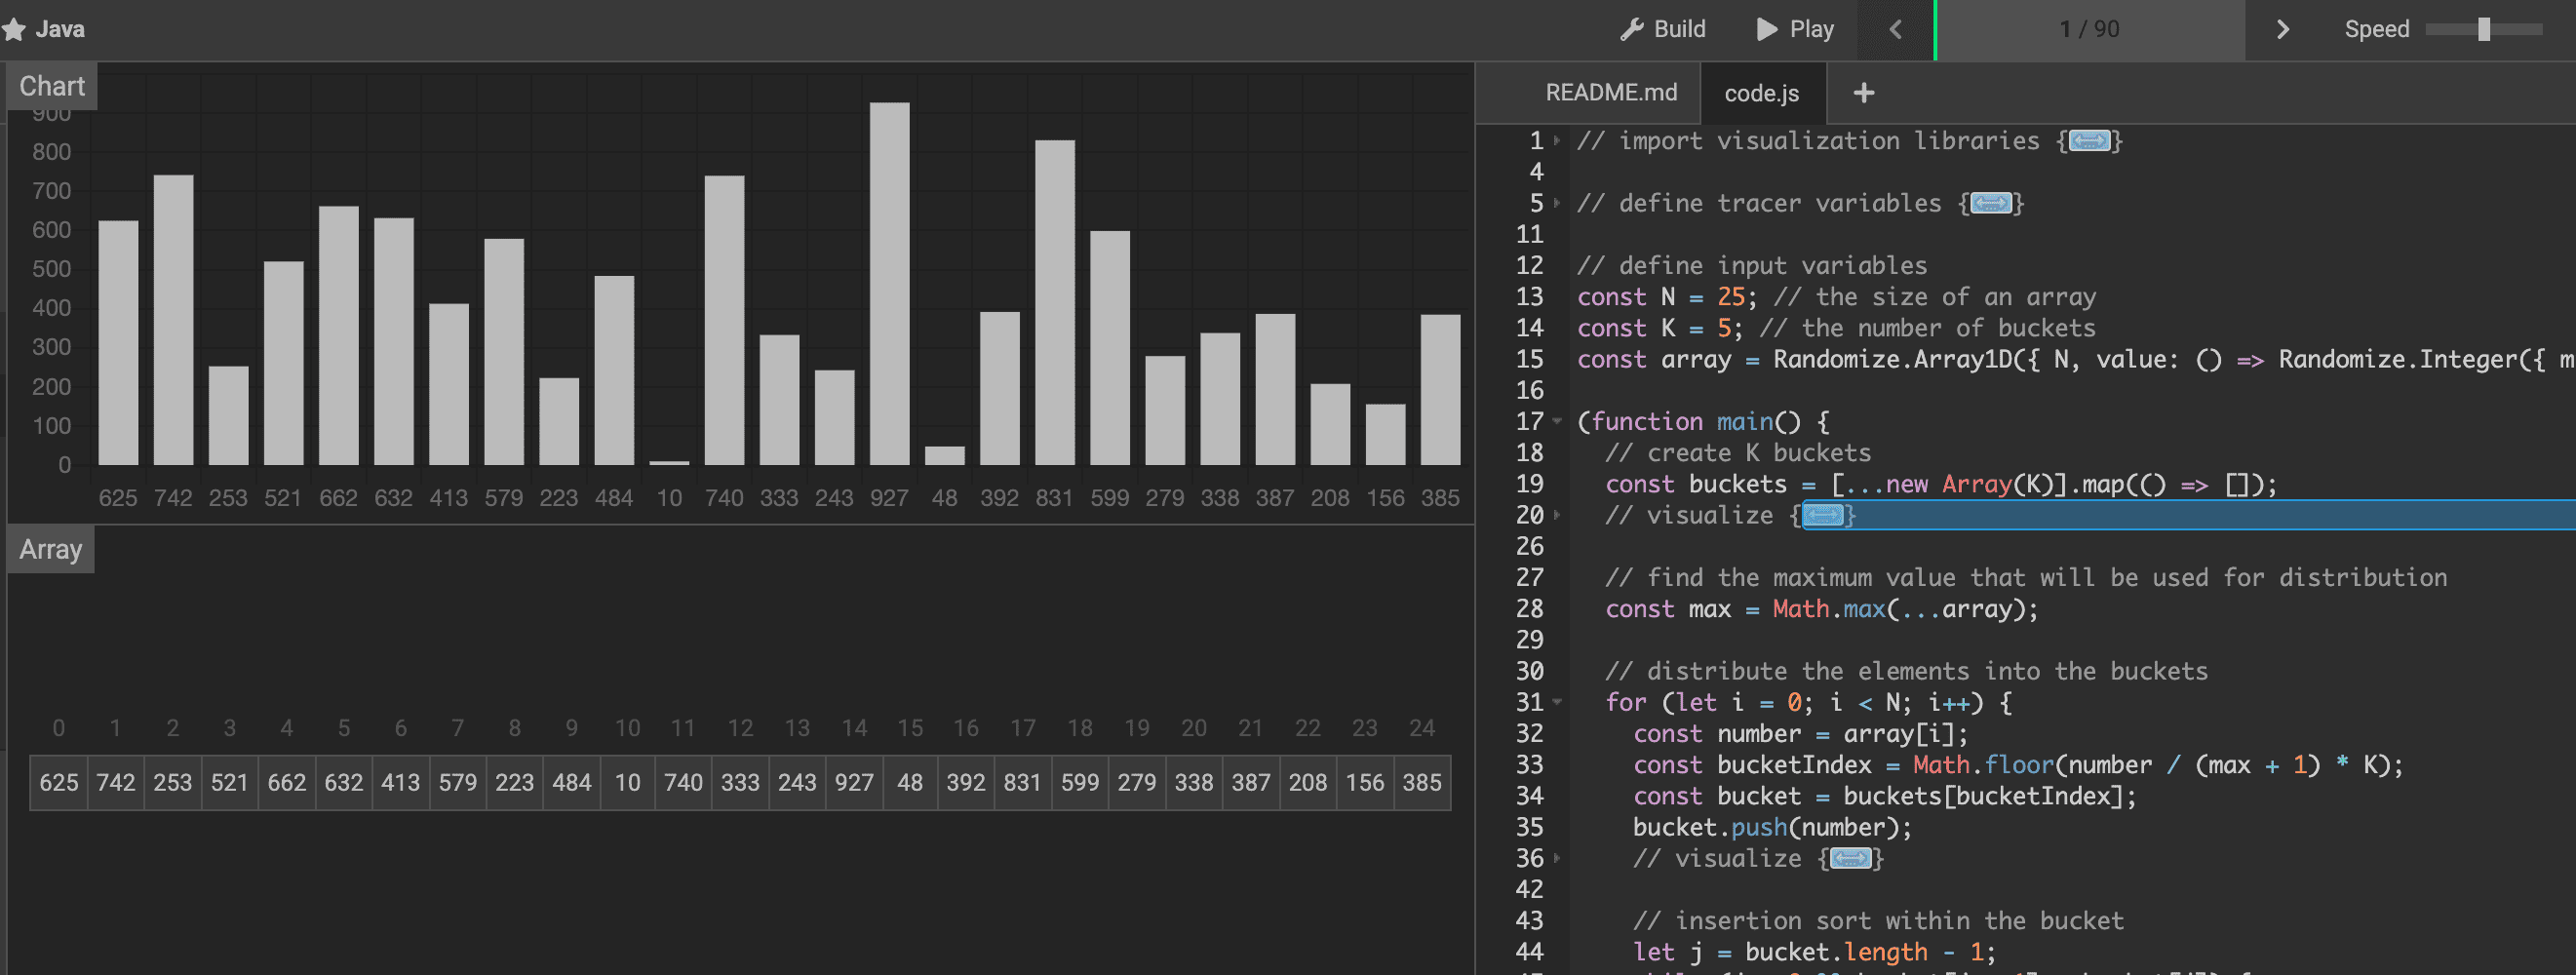 Java
Build Play 1 / 90 Speed
Chart
900
800
700
600
500
400
300
200
100
0
625 742 253 521 662 632 413 579 223 484 10 740 333 243 927 48 392 831 599 279 338 387 208 156 385
Array
0 1 2 3 4 5 6 7 8 9 10 11 12 13 14 15 16 17 18 19 20 21 22 23 24
625 742 253 521 662 632 413 579 223 484 10 740 333 243 927 48 392 831 599 279 338 387 208 156 385
README.md code.js +
1 // import visualization libraries {}
4
5 // define tracer variables {}
11
12 // define input variables
13 const N = 25; // the size of an array
14 const K = 5; // the number of buckets
15 const array = Randomize.Array1D({ N, value: () => Randomize.Integer({ m
16
17 (function main() {
18 // create K buckets
19 const buckets = [...new Array(K)].map(() => []);
20 // visualize {}
26
27 // find the maximum value that will be used for distribution
28 const max = Math.max(...array);
29
30 // distribute the elements into the buckets
31 for (let i = 0; i < N; i++) {
32 const number = array[i];
33 const bucketIndex = Math.floor(number / (max + 1) * K);
34 const bucket = buckets[bucketIndex];
35 bucket.push(number);
36 // visualize {}
42
43 // insertion sort within the bucket
44 let j = bucket.length - 1;